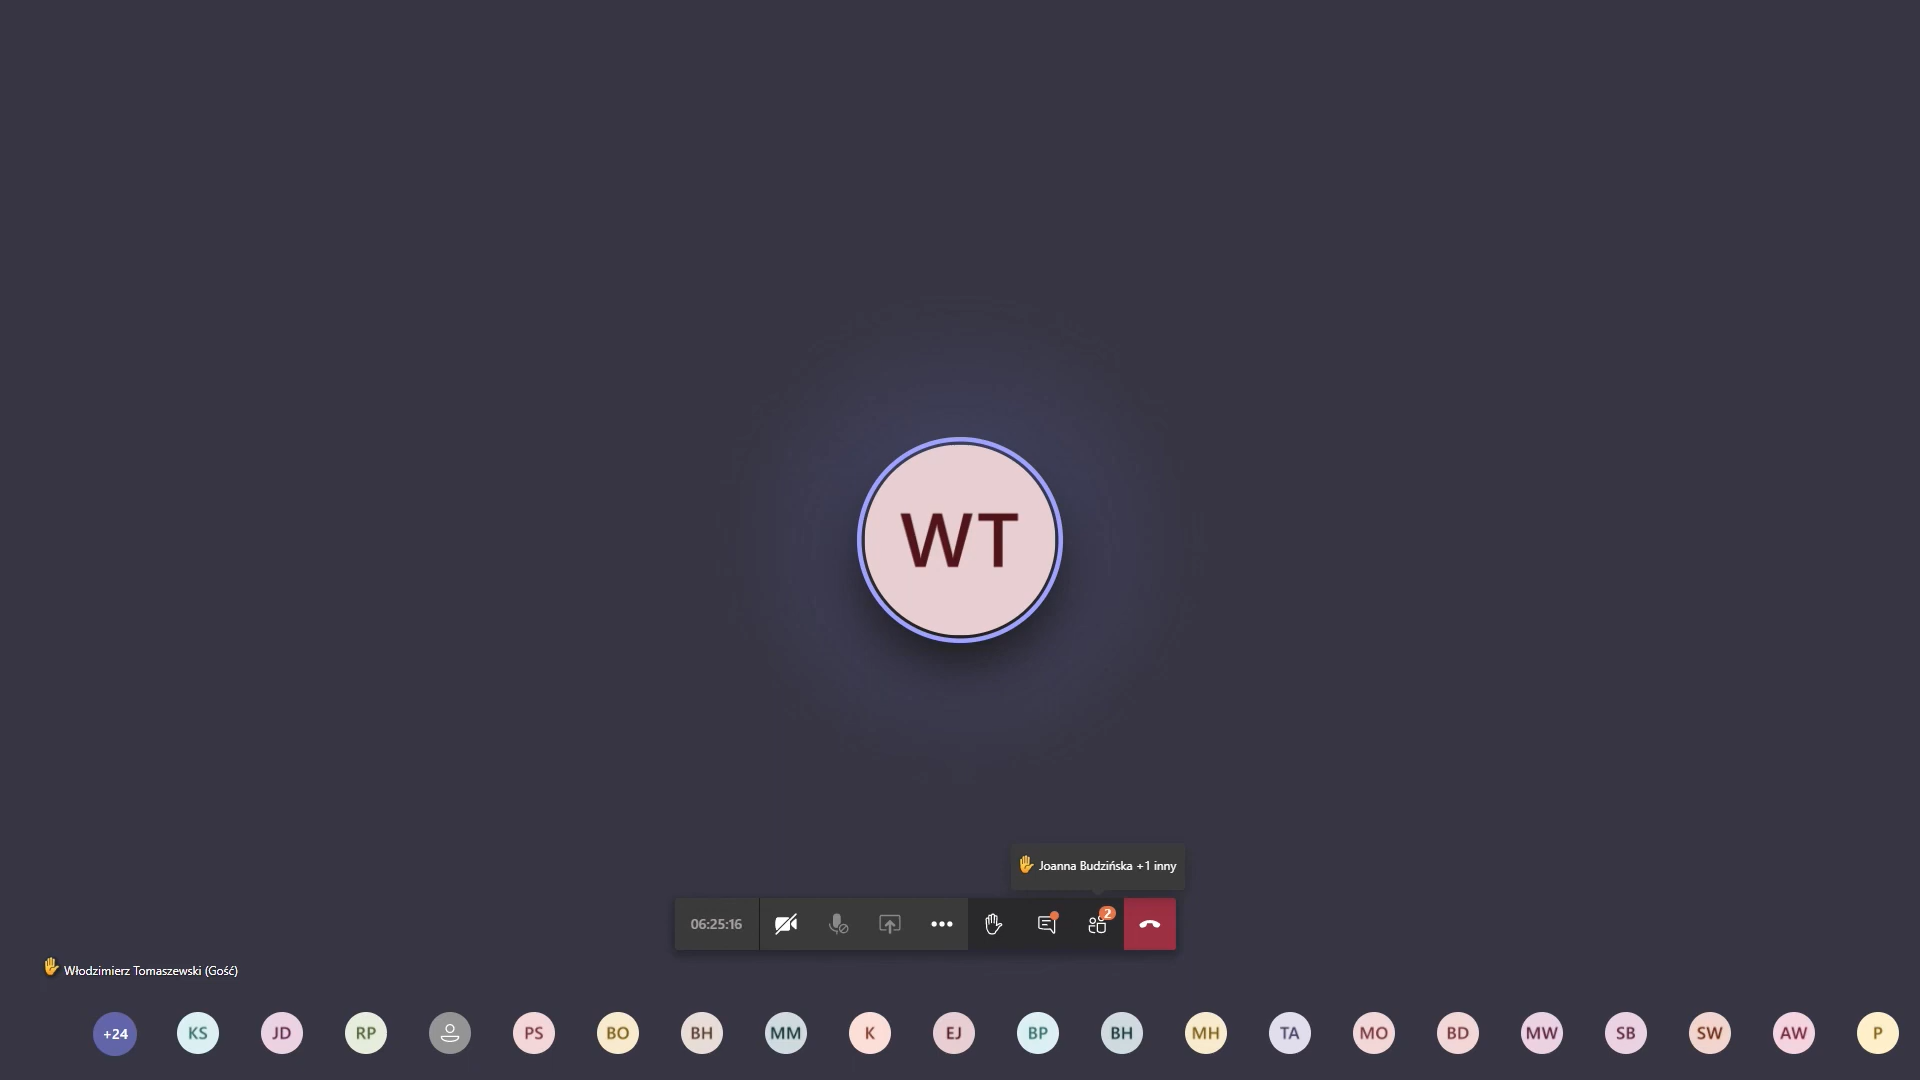 WT
Joanna Budzińska +1 inny
06:25:16
2
Włodzimierz Tomaszewski (Gość)
+24 KS JD RP PS BO BH MM K EJ BP BH MH TA MO BD MW SB SW AW P